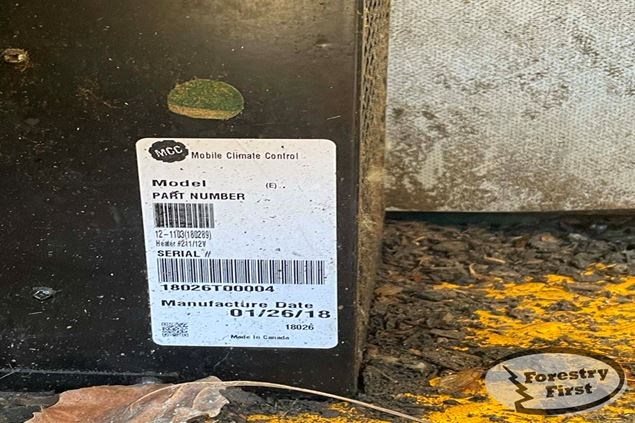 MCC Mobile Climate Control
Model (E)
PART NUMBER
12-1103(180289)
Heater #211/12V
SERIAL #
18026T00004
Manufacture Date
01/26/18
18026
Made in Canada
Forestry
First